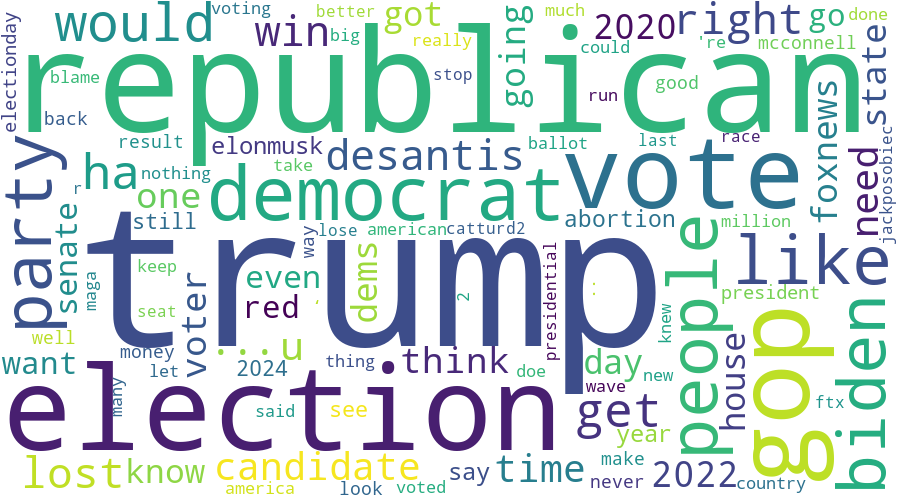 voting
better
much
would
win
got
2020
right
go
done
electionday
republican
big
really
could
're
mcconnell
state
blame
stop
going
good
back
run
result
elonmusk
ballot
last
race
foxnews
need
jackposobiec
party
ha
nothing
take
desantis
vote
one
democrat
r
senate
still
trump
way
lose
american
catturd2
abortion
people
million
like
keep
even
dems
presidential
:
president
maga
voter
red
'
2
knew
biden
seat
well
...
u
want
money
let
2024
thing
think
doe
day
new
house
gop
many
election
wave
ftx
said
see
get
year
lost
know
candidate
say
time
make
never
2022
country
america
look
voted